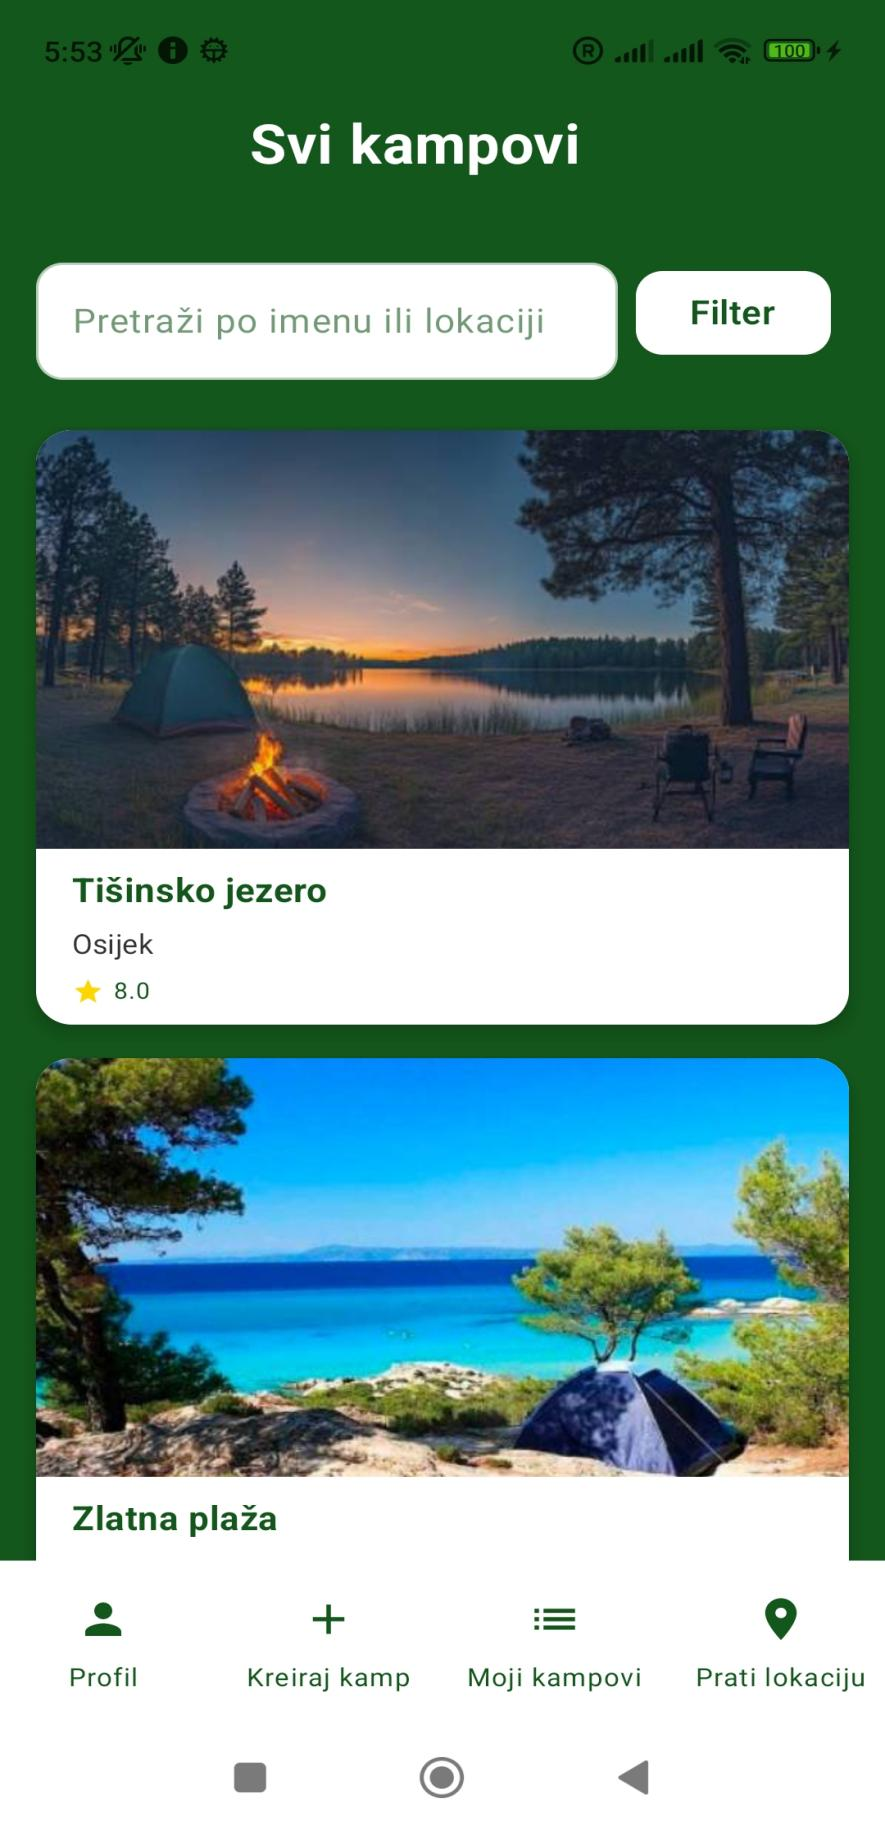 5:53
100
Svi kampovi
Pretraži po imenu ili lokaciji
Filter
Tišinsko jezero
Osijek
8.0
Zlatna plaža
Profil
Kreiraj kamp
Moji kampovi
Prati lokaciju